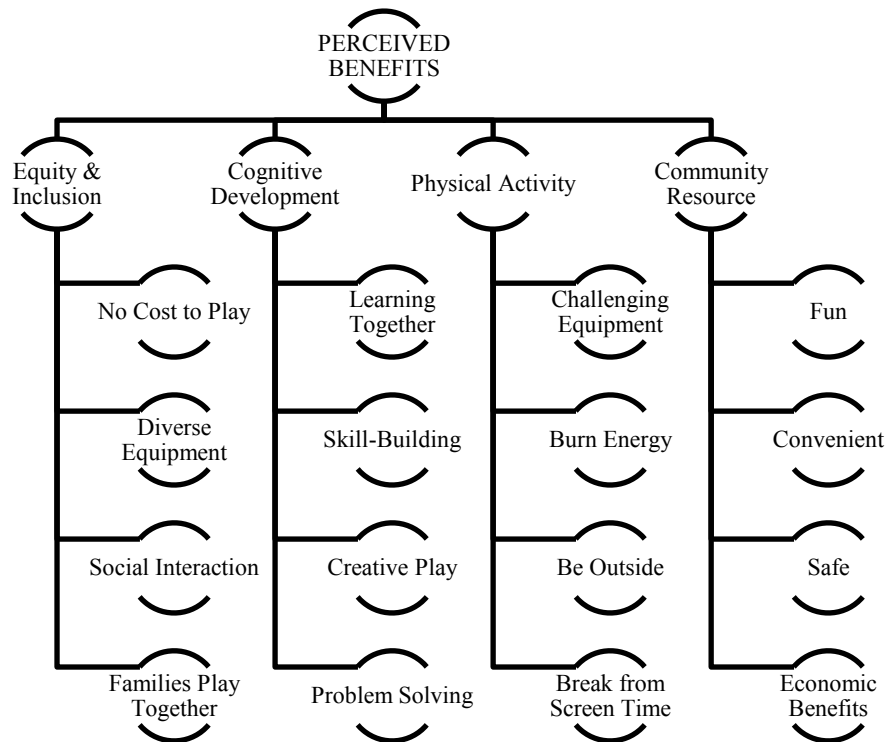 PERCEIVED
BENEFITS
Equity &
Inclusion
Cognitive
Development
Physical Activity
Community
Resource
No Cost to Play
Learning
Together
Challenging
Equipment
Fun
Diverse
Equipment
Skill-Building
Burn Energy
Convenient
Social Interaction
Creative Play
Be Outside
Safe
Families Play
Together
Problem Solving
Break from
Screen Time
Economic
Benefits